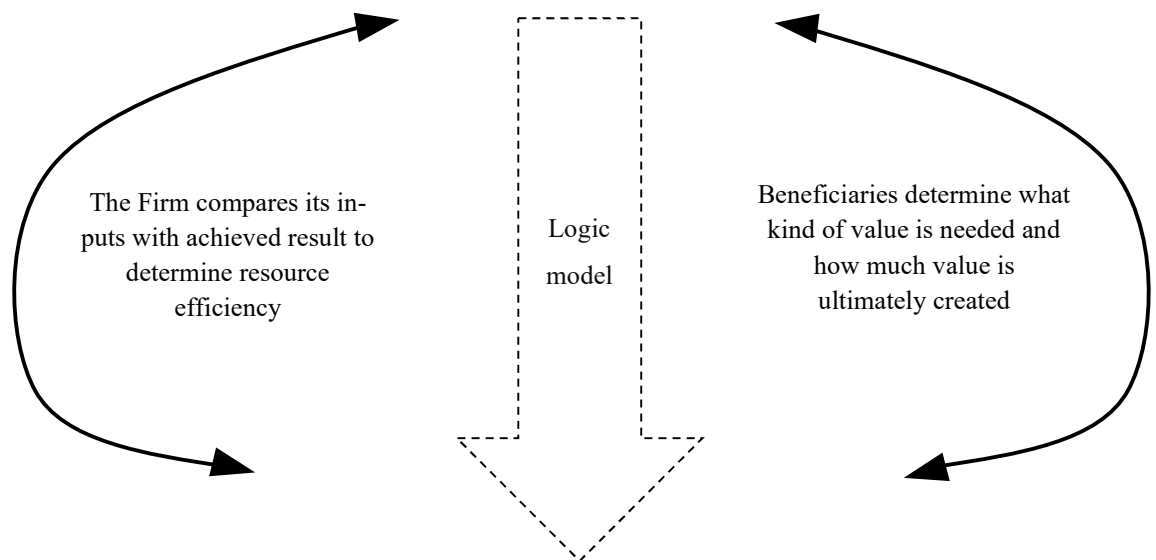 The Firm compares its in-
puts with achieved result to
determine resource
efficiency
Logic
model
Beneficiaries determine what
kind of value is needed and
how much value is
ultimately created